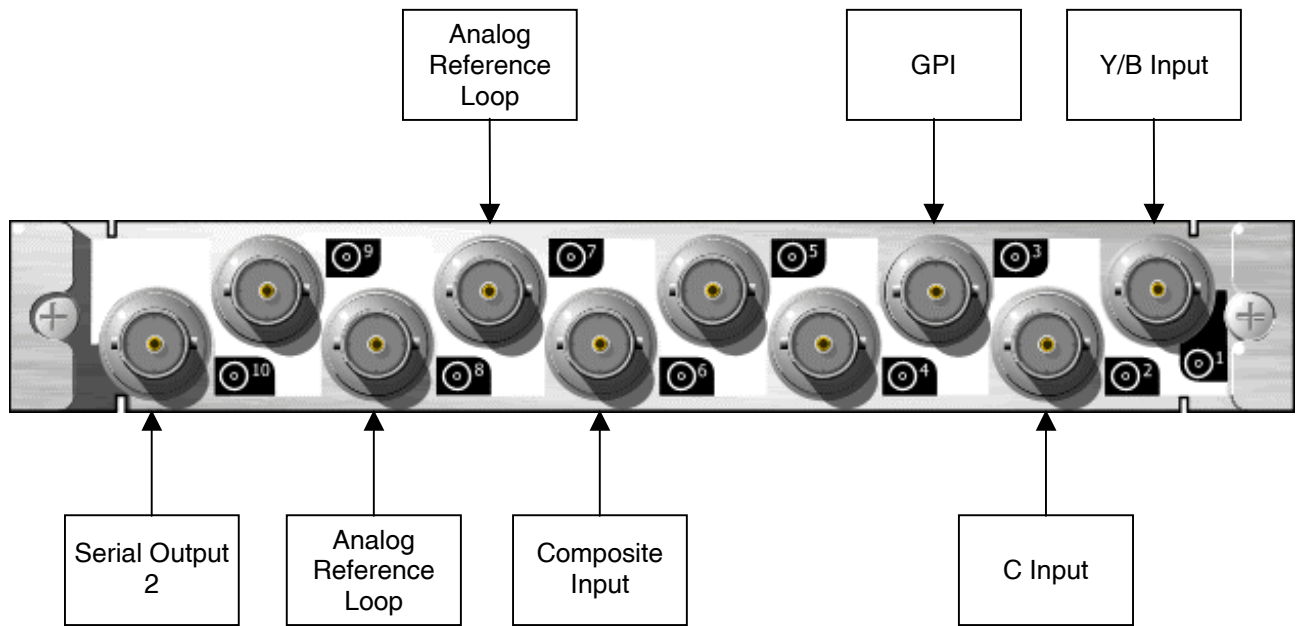 Analog
Reference
Loop
GPI
Y/B Input
9
7
5
3
10
8
6
4
2
1
Serial Output
2
Analog
Reference
Loop
Composite
Input
C Input